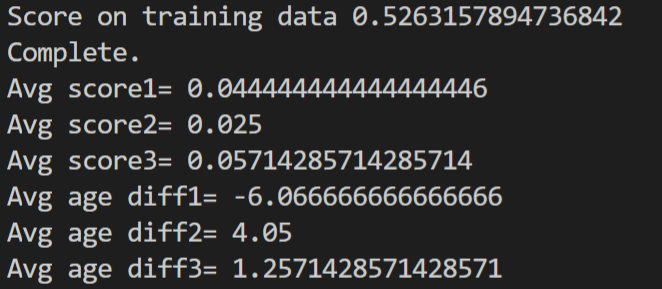 Score on training data 0.5263157894736842
Complete.
Avg score1= 0.044444444444444446
Avg score2= 0.025
Avg score3= 0.05714285714285714
Avg age diff1= -6.066666666666666
Avg age diff2= 4.05
Avg age diff3= 1.2571428571428571